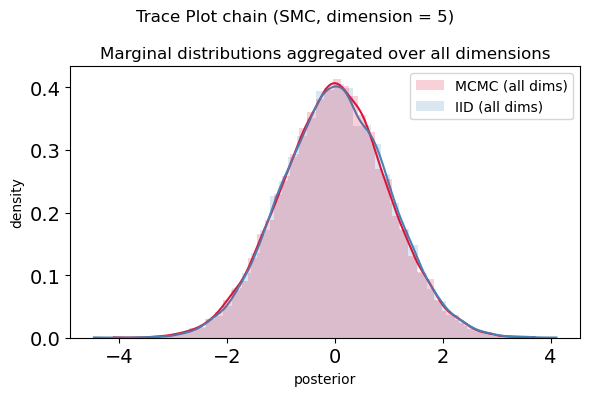 Trace Plot chain (SMC, dimension = 5)
Marginal distributions aggregated over all dimensions
MCMC (all dims)
IID (all dims)
density
0.4
0.3
0.2
0.1
0.0
−4
−2
0
2
4
posterior